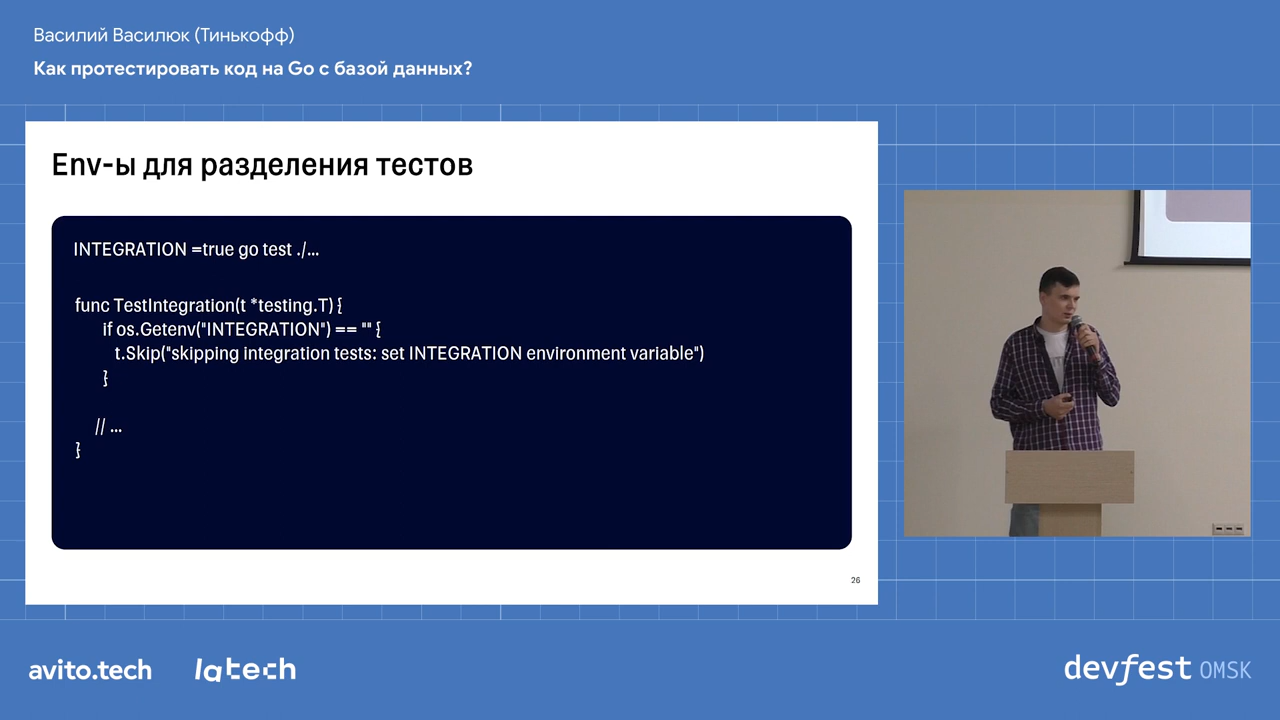 Василий Василюк (Тинькофф)
Как протестировать код на Go с базой данных?
Env-ы для разделения тестов
INTEGRATION =true go test ./...
func TestIntegration(t *testing.T) {
if os.Getenv("INTEGRATION") == "" {
t.Skip("skipping integration tests: set INTEGRATION environment variable")
}
// ...
}
26
avito.tech
latech
devfest OMSK